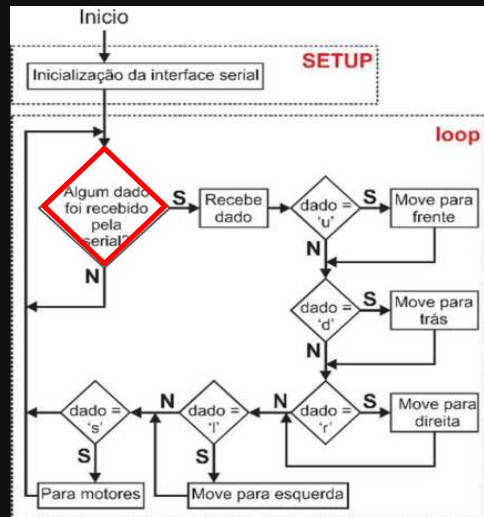 Inicio
SETUP
Inicialização da interface serial
loop
Algum dado
foi recebido
pela
serial?
S
N
Recebe
dado
dado =
'u'
S
N
Move para
frente
dado =
'd'
S
N
Move para
trás
dado =
'r'
S
N
Move para
direita
dado =
'l'
N
S
Move para esquerda
dado =
's'
S
Para motores